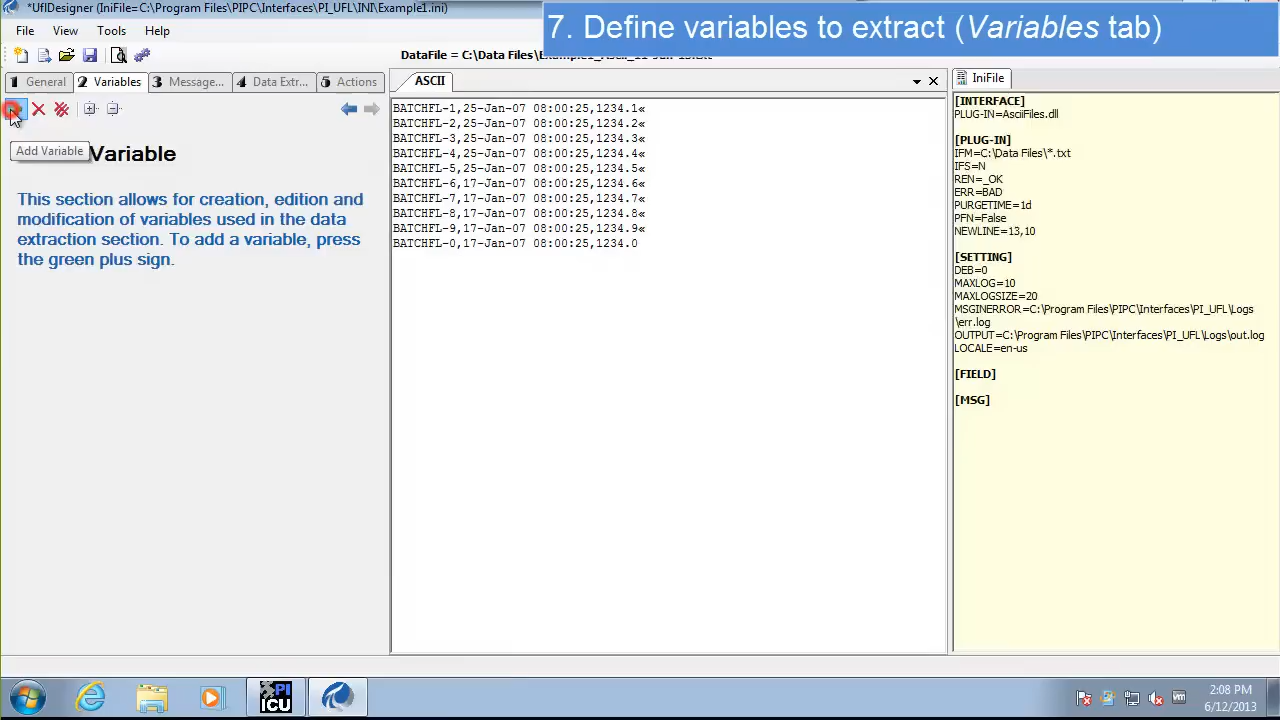 *UflDesigner (IniFile=C:\Program Files\PIPC\Interfaces\PI_UFL\INI\Example1.ini)
7. Define variables to extract (Variables tab)
File View Tools Help
DataFile = C:\Data Files\
1 General 2 Variables 3 Message... 4 Data Extr... 5 Actions
ASCII
IniFile
Add Variable
Variable
This section allows for creation, edition and
modification of variables used in the data
extraction section. To add a variable, press
the green plus sign.
BATCHFL-1,25-Jan-07 08:00:25,1234.1«
BATCHFL-2,25-Jan-07 08:00:25,1234.2«
BATCHFL-3,25-Jan-07 08:00:25,1234.3«
BATCHFL-4,25-Jan-07 08:00:25,1234.4«
BATCHFL-5,25-Jan-07 08:00:25,1234.5«
BATCHFL-6,17-Jan-07 08:00:25,1234.6«
BATCHFL-7,17-Jan-07 08:00:25,1234.7«
BATCHFL-8,17-Jan-07 08:00:25,1234.8«
BATCHFL-9,17-Jan-07 08:00:25,1234.9«
BATCHFL-0,17-Jan-07 08:00:25,1234.0
[INTERFACE]
PLUG-IN=AsciiFiles.dll
[PLUG-IN]
IFM=C:\Data Files\*.txt
IFS=N
REN=_OK
ERR=BAD
PURGETIME=1d
PFN=False
NEWLINE=13,10
[SETTING]
DEB=0
MAXLOG=10
MAXLOGSIZE=20
MSGINERROR=C:\Program Files\PIPC\Interfaces\PI_UFL\Logs
\err.log
OUTPUT=C:\Program Files\PIPC\Interfaces\PI_UFL\Logs\out.log
LOCALE=en-us
[FIELD]
[MSG]
PI
ICU
vm
2:08 PM
6/12/2013